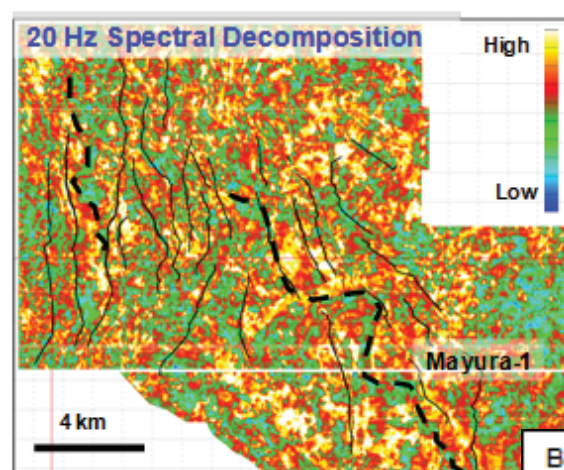 20 Hz Spectral Decomposition
High
Low
Mayura-1
4 km
B